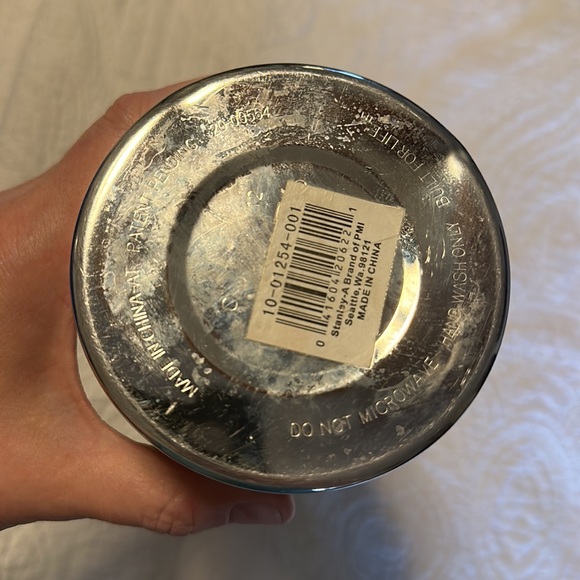 10-01254-001
0 41604 20622 1
Stanley-A Brand of PMI
Seattle,Wa.98121
MADE IN CHINA
MADE IN CHINA-AT
PATENT PENDING
BUILT FOR LIFE.
DO NOT MICROWAVE HAND WASH ONLY